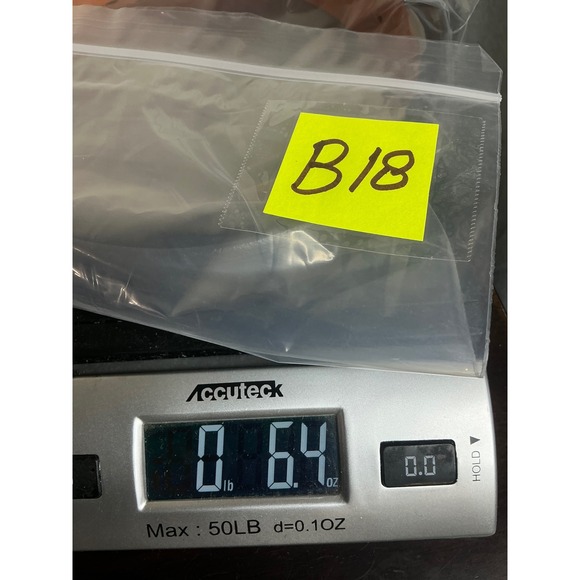 B18
Accuteck
0 lb 6.4 oz
0.0
HOLD ▼
Max : 50LB d=0.1OZ